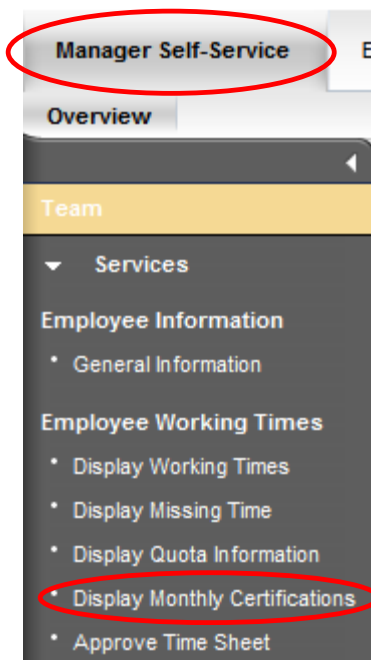 Manager Self-Service E
Overview
Team
Services
Employee Information
• General Information
Employee Working Times
• Display Working Times
• Display Missing Time
• Display Quota Information
• Display Monthly Certifications
• Approve Time Sheet